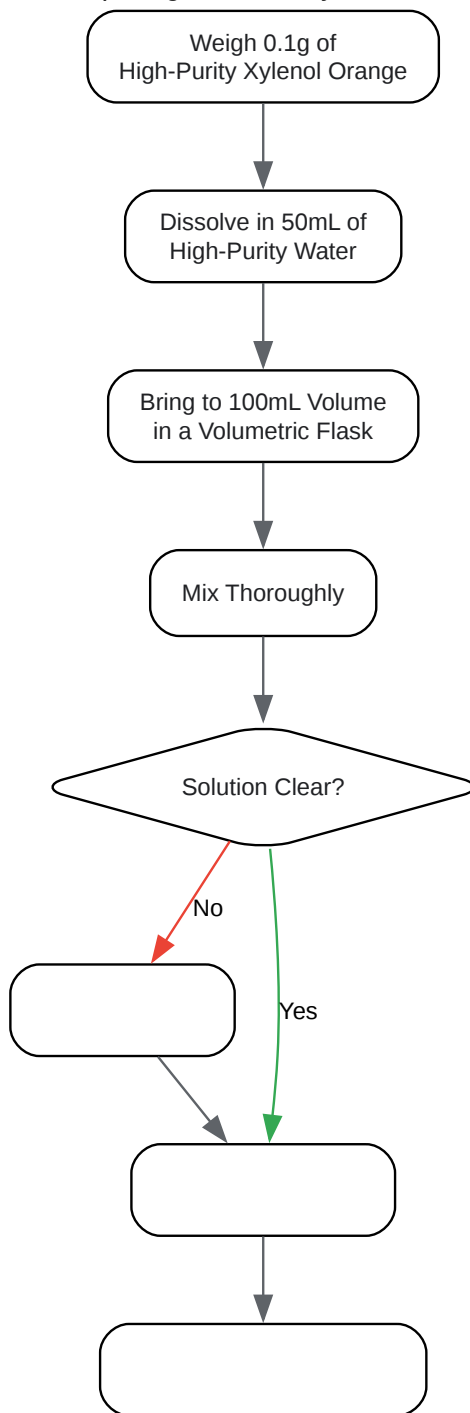 Weigh 0.1g of
High-Purity Xylenol Orange
Dissolve in 50mL of
High-Purity Water
Bring to 100mL Volume
in a Volumetric Flask
Mix Thoroughly
Solution Clear?
No
Yes